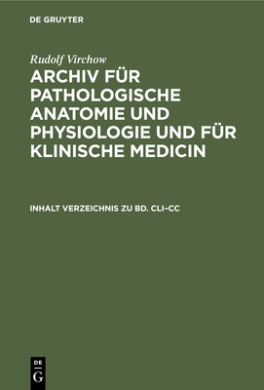 DE GRUYTER
Rudolf Virchow
ARCHIV FÜR
PATHOLOGISCHE
ANATOMIE UND
PHYSIOLOGIE UND FÜR
KLINISCHE MEDICIN
INHALT VERZEICHNIS ZU BD. CLI–CC
DE
G